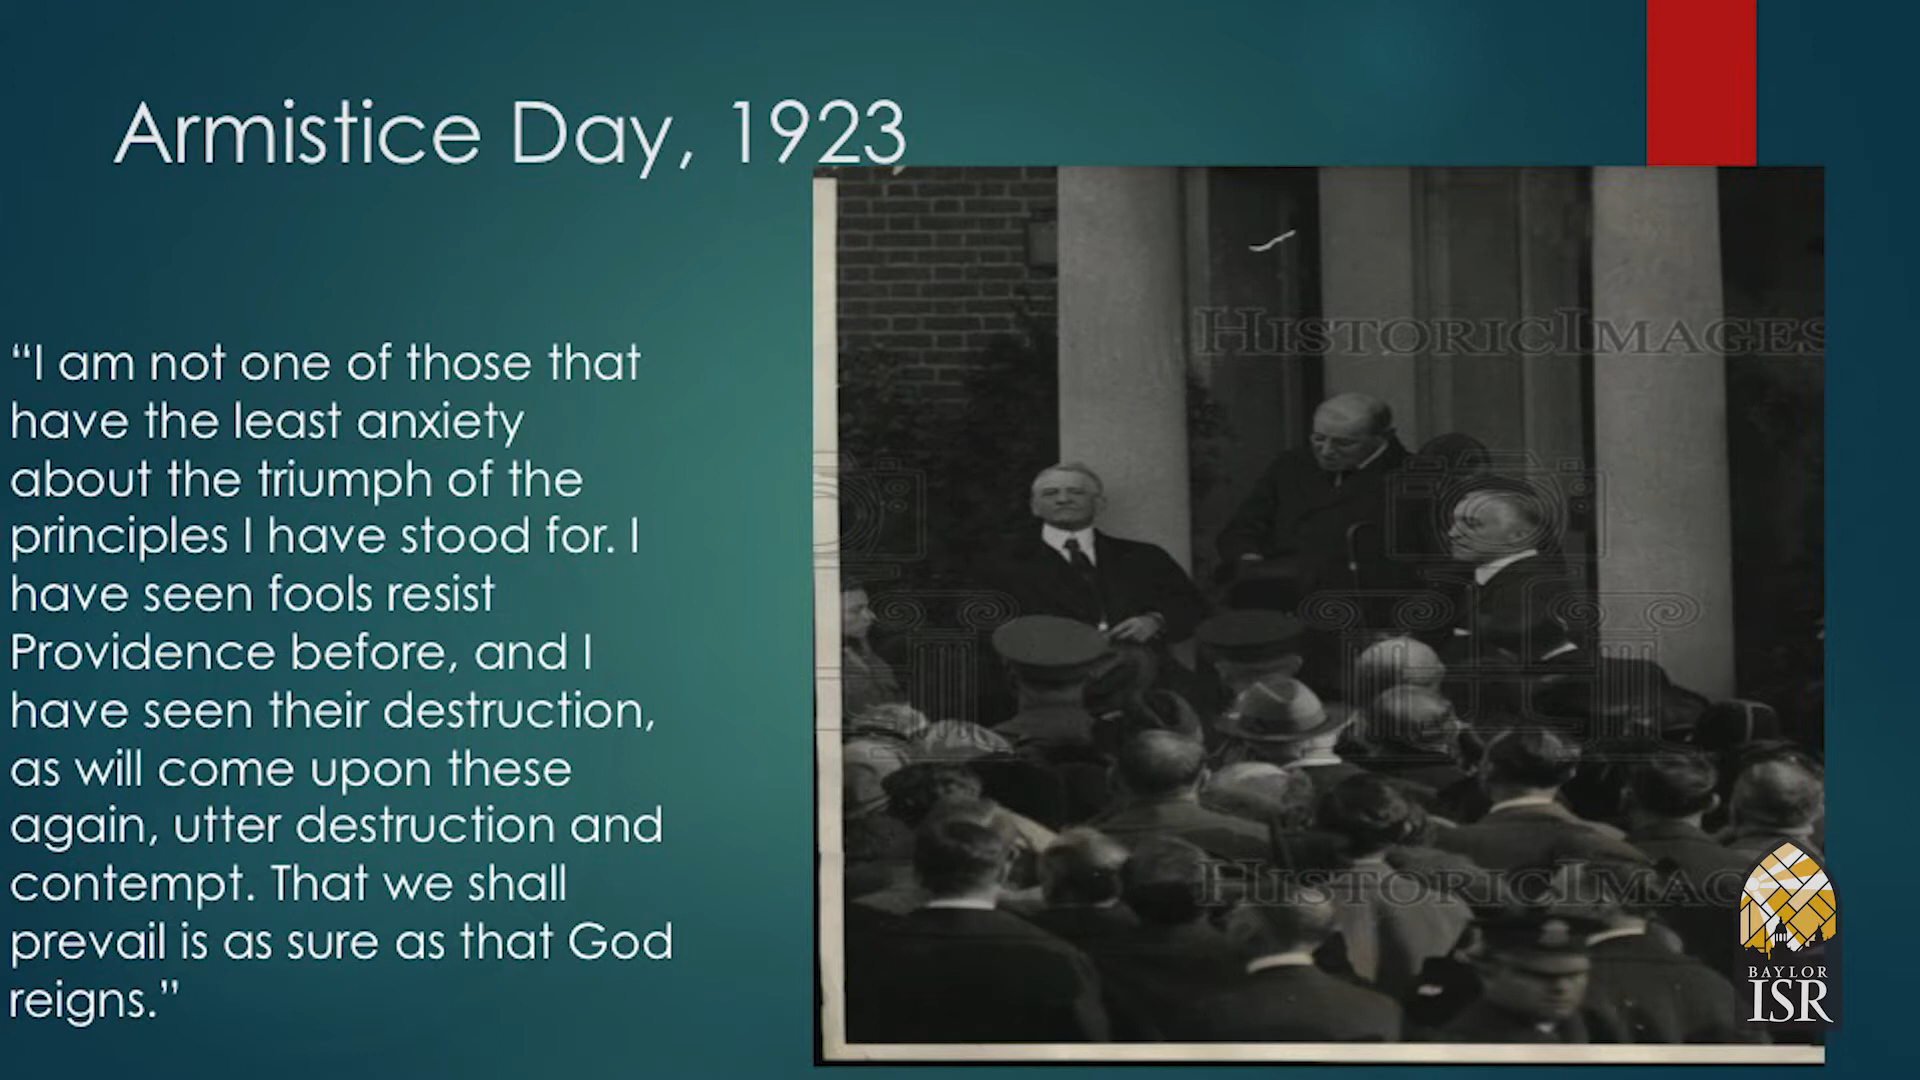 Armistice Day, 1923
“I am not one of those that
have the least anxiety
about the triumph of the
principles I have stood for. I
have seen fools resist
Providence before, and I
have seen their destruction,
as will come upon these
again, utter destruction and
contempt. That we shall
prevail is as sure as that God
reigns.”
HISTORICIMAGES
HISTORICIMAG
BAYLOR
ISR